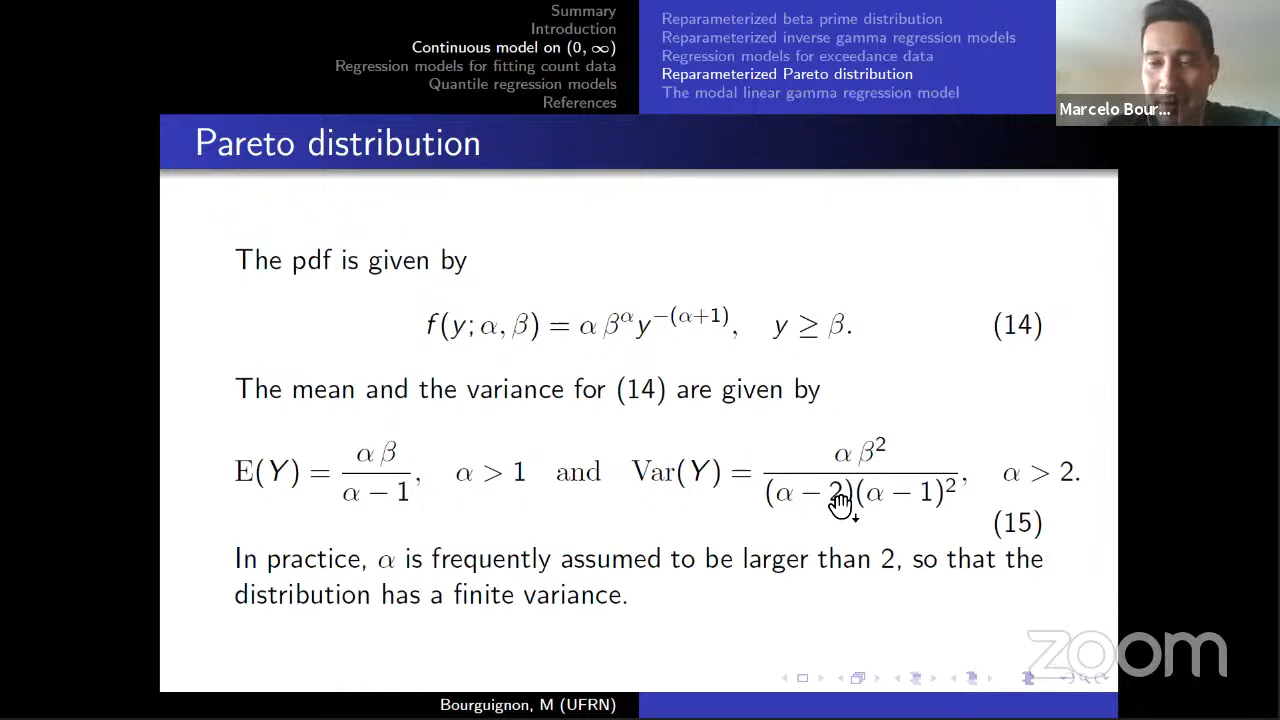 Summary
Introduction
Continuous model on (0, ∞)
Regression models for fitting count data
Quantile regression models
References
Reparameterized beta prime distribution
Reparameterized inverse gamma regression models
Regression models for exceedance data
Reparameterized Pareto distribution
The modal linear gamma regression model
Marcelo Bour...
Pareto distribution
The pdf is given by
f(y; α, β) = α β^α y^{-(α+1)}, y ≥ β. (14)
The mean and the variance for (14) are given by
E(Y) = α β / (α − 1), α > 1 and Var(Y) = α β² / ((α − 2)(α − 1)²), α > 2.
(15)
In practice, α is frequently assumed to be larger than 2, so that the
distribution has a finite variance.
zoom
Bourguignon, M (UFRN)